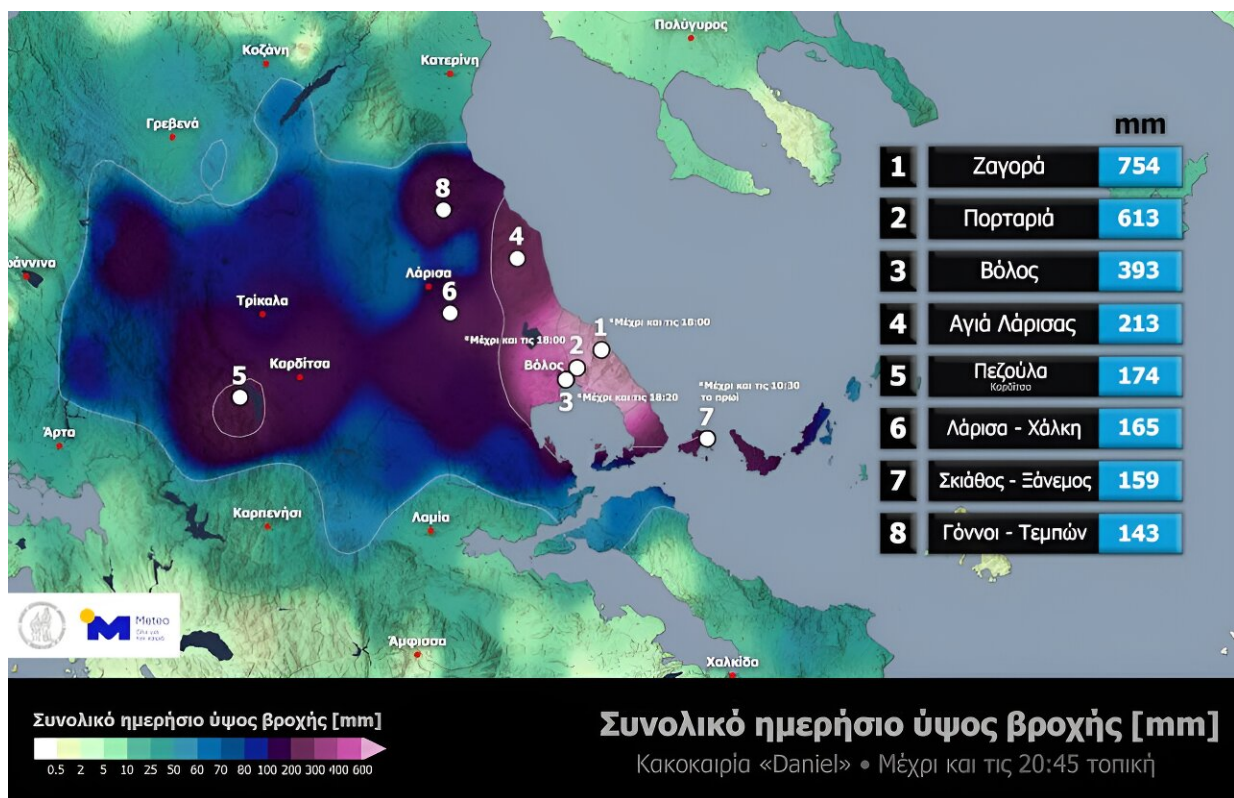 Πολύγυρος
Κοζάνη
Κατερίνη
Γρεβενά
mm
1 Ζαγορά 754
2 Πορταριά 613
3 Βόλος 393
4 Αγιά Λάρισας 213
5 Πεζούλα 174
Καρδίτσα
6 Λάρισα - Χάλκη 165
7 Σκιάθος - Ξάνεμος 159
8 Γόννοι - Τεμπών 143
8
4
Λάρισα
6
Τρίκαλα
1 *Μέχρι και τις 18:00
*Μέχρι και τις 18:00 2
Βόλος
3 *Μέχρι και τις 18:20
Καρδίτσα
5
*Μέχρι και τις 10:30
το πρωί
7
Άρτα
Καρπενήσι
Λαμία
Άμφισσα
Χαλκίδα
Meteo
Συνολικό ημερήσιο ύψος βροχής [mm]
0.5 2 5 10 25 50 60 70 80 100 200 300 400 600
Συνολικό ημερήσιο ύψος βροχής [mm]
Κακοκαιρία «Daniel» • Μέχρι και τις 20:45 τοπική